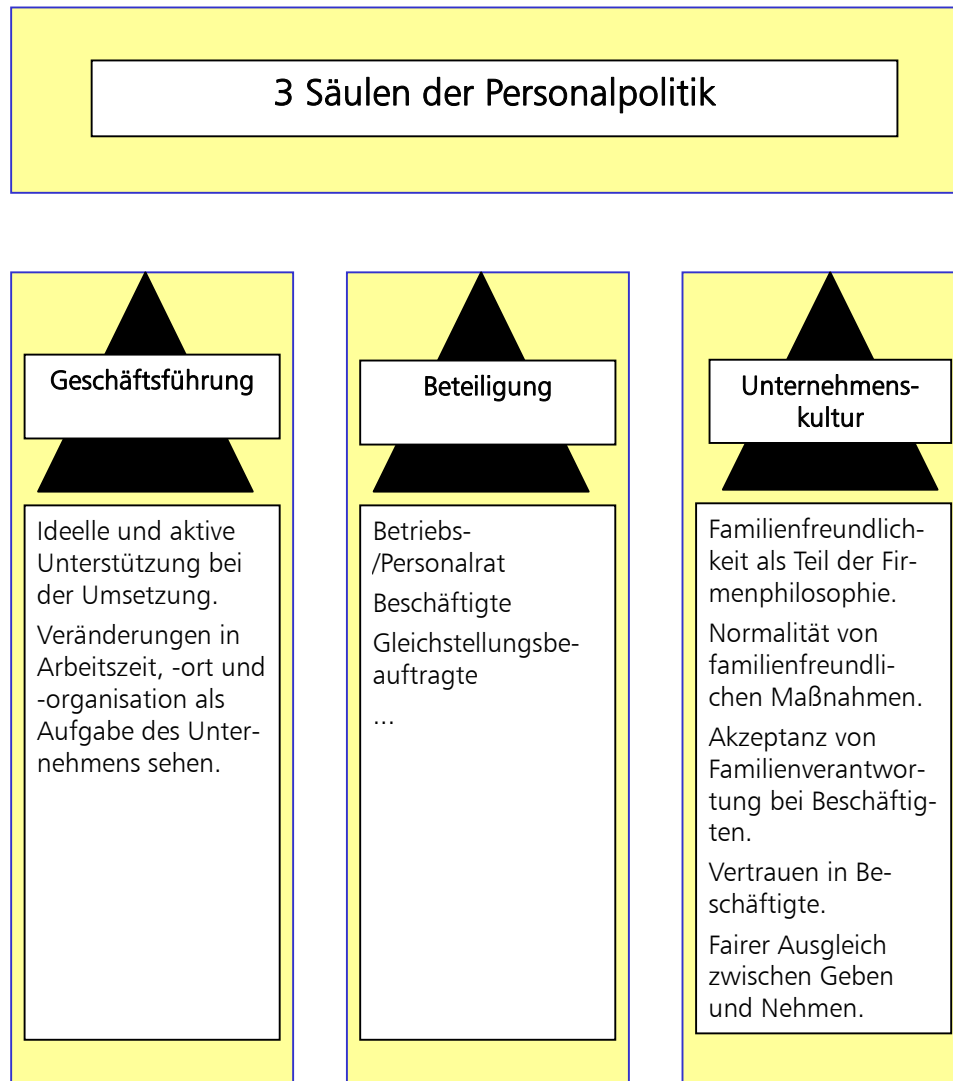 3 Säulen der Personalpolitik
Geschäftsführung
Ideelle und aktive
Unterstützung bei
der Umsetzung.
Veränderungen in
Arbeitszeit, -ort und
-organisation als
Aufgabe des Unter-
nehmens sehen.
Beteiligung
Betriebs-
/Personalrat
Beschäftigte
Gleichstellungsbe-
auftragte
...
Unternehmens-
kultur
Familienfreundlich-
keit als Teil der Fir-
menphilosophie.
Normalität von
familienfreundli-
chen Maßnahmen.
Akzeptanz von
Familienverantwor-
tung bei Beschäftig-
ten.
Vertrauen in Be-
schäftigte.
Fairer Ausgleich
zwischen Geben
und Nehmen.